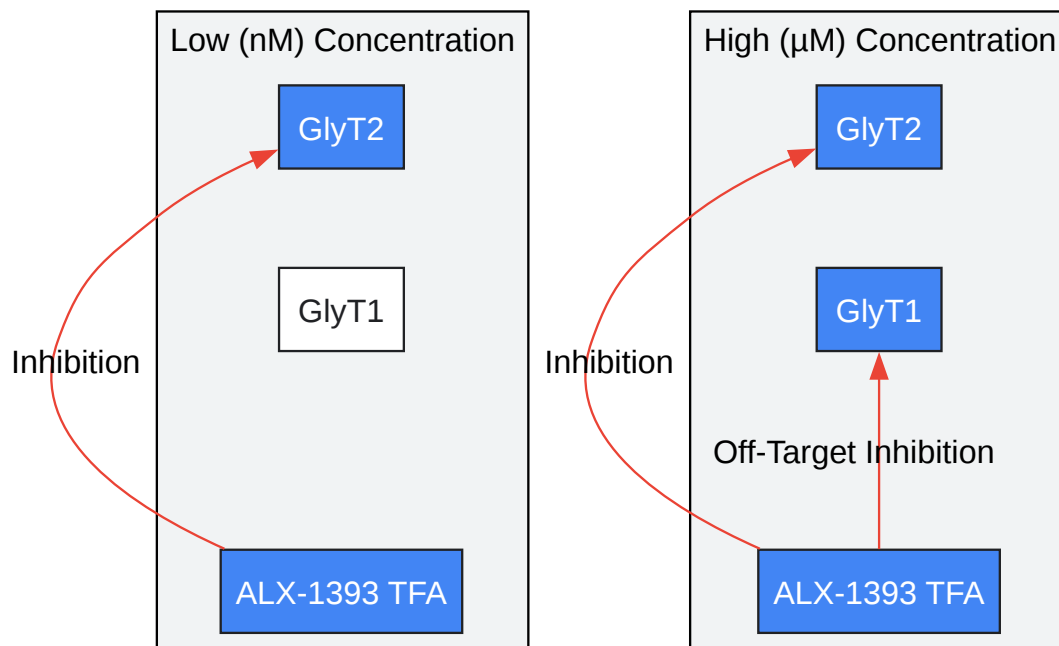 Low (nM) Concentration
GlyT2
GlyT1
Inhibition
ALX-1393 TFA
High (µM) Concentration
GlyT2
GlyT1
Inhibition
Off-Target Inhibition
ALX-1393 TFA